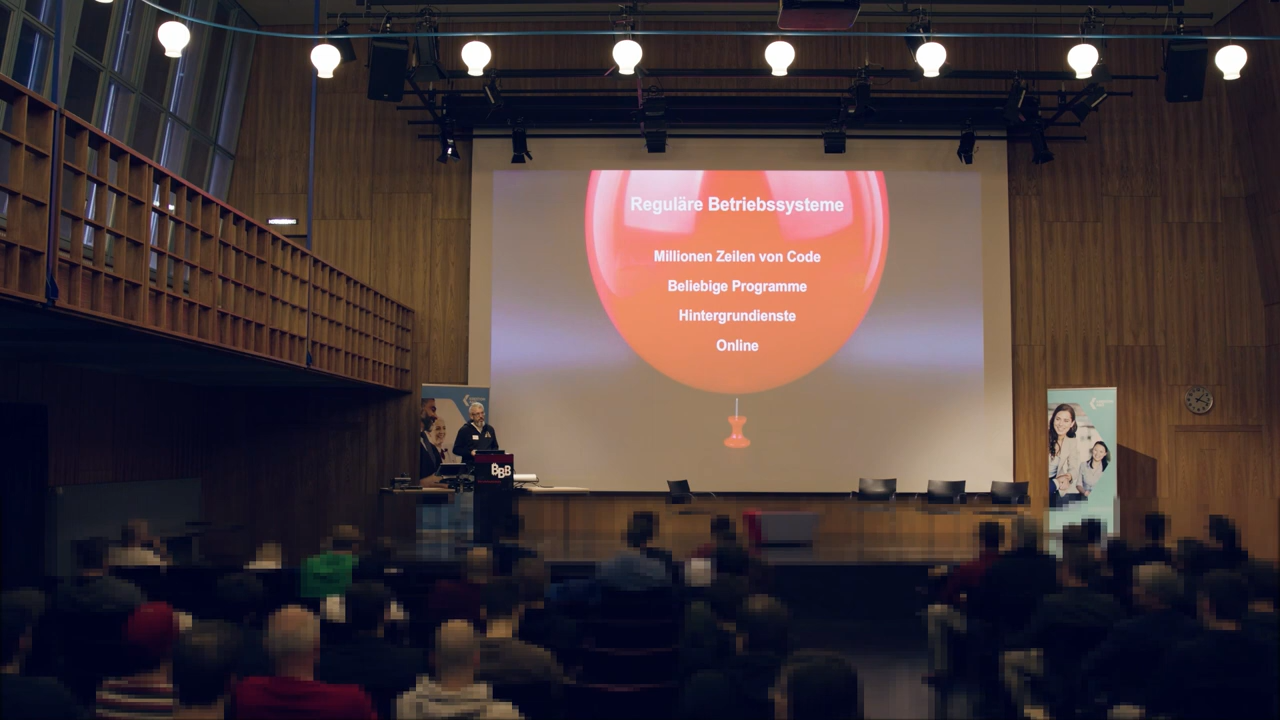 Reguläre Betriebssysteme
Millionen Zeilen von Code
Beliebige Programme
Hintergrundienste
Online
BBB